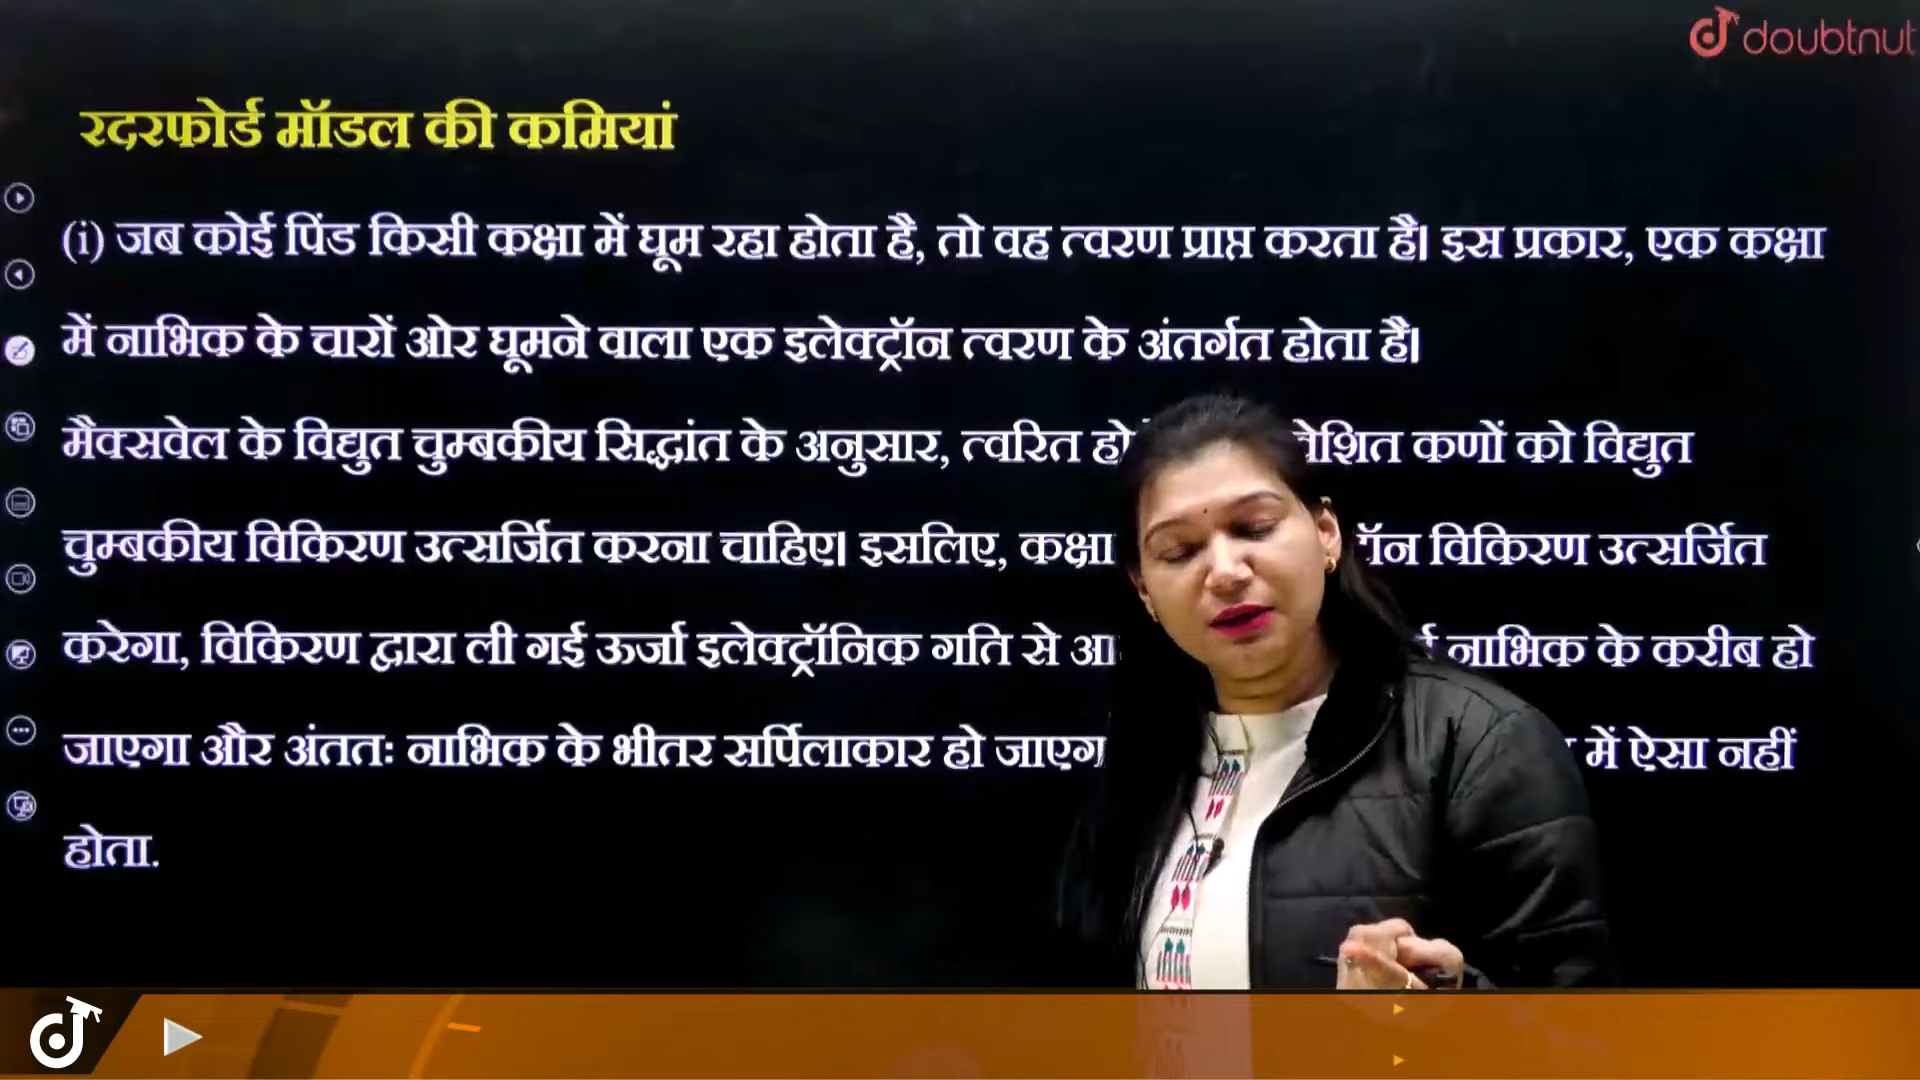 doubtnut
रदरफोर्ड मॉडल की कमियां
(i) जब कोई पिंड किसी कक्षा में घूम रहा होता है, तो वह त्वरण प्राप्त करता है। इस प्रकार, एक कक्षा
में नाभिक के चारों ओर घूमने वाला एक इलेक्ट्रॉन त्वरण के अंतर्गत होता है।
मैक्सवेल के विद्युत चुम्बकीय सिद्धांत के अनुसार, त्वरित कणों को विद्युत
चुम्बकीय विकिरण उत्सर्जित करना चाहिए। इसलिए, कक्षा विकिरण उत्सर्जित
करेगा, विकिरण द्वारा ली गई ऊर्जा इलेक्ट्रॉनिक गति से नाभिक के करीब हो
जाएगा और अंततः नाभिक के भीतर सर्पिलाकार हो में ऐसा नहीं
होता.